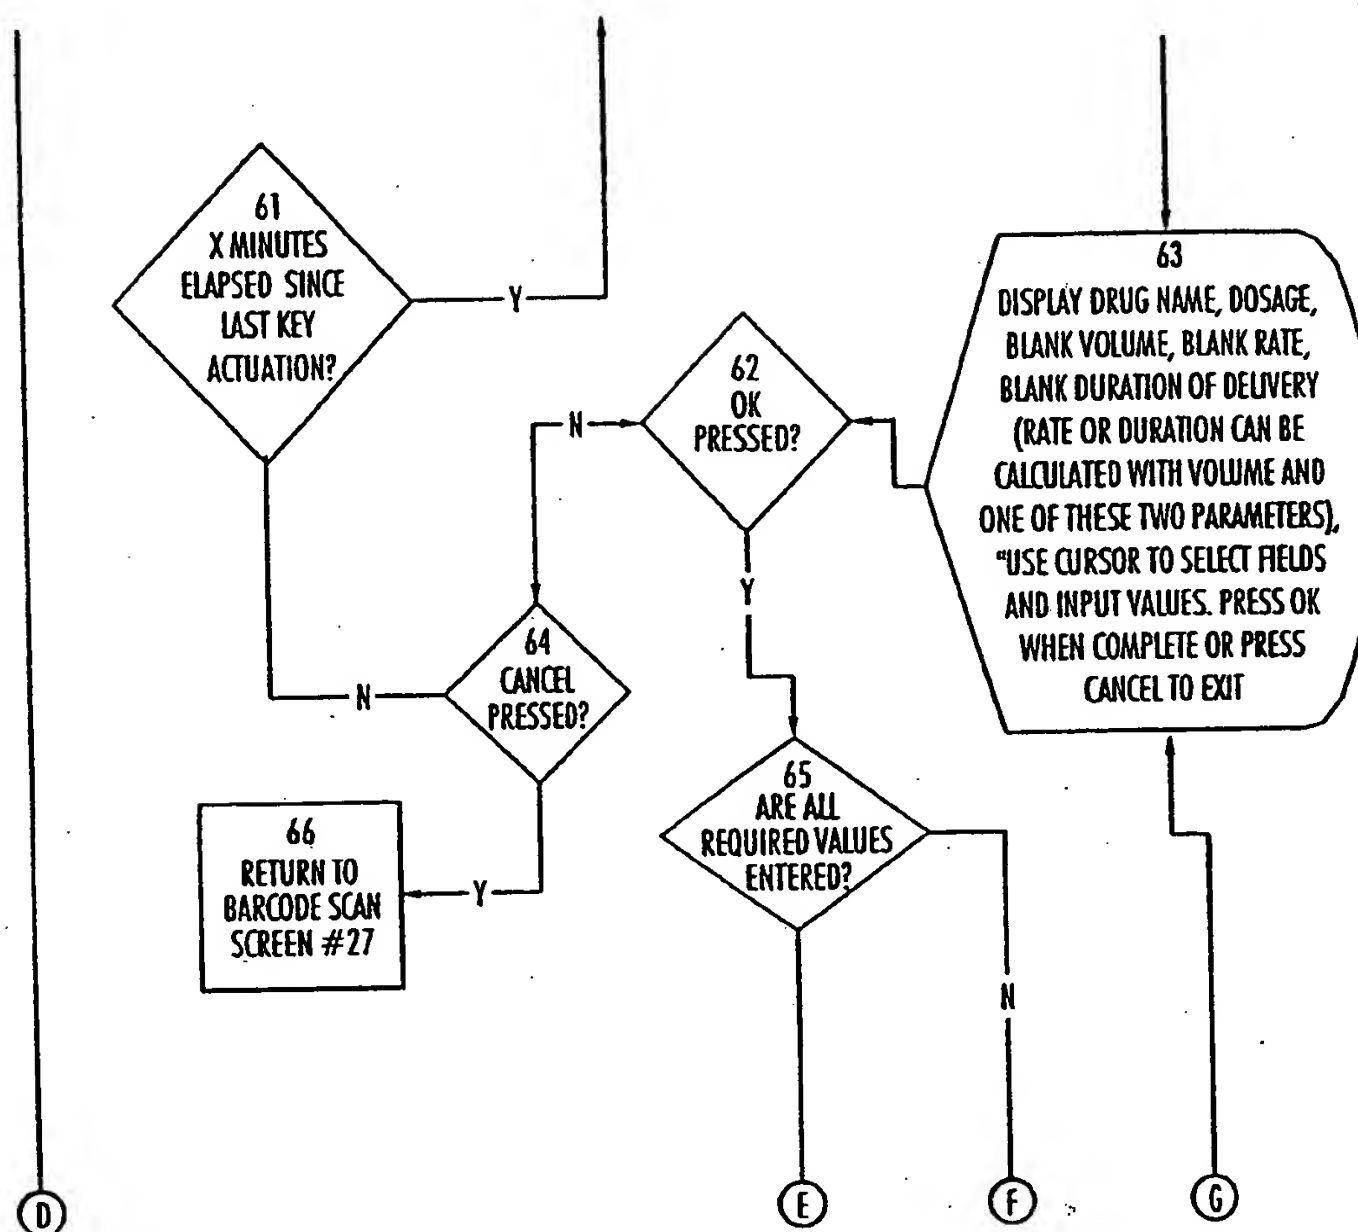 61
X MINUTES
ELAPSED SINCE
LAST KEY
ACTUATION?
Y
62
OK
PRESSED?
N
Y
63
DISPLAY DRUG NAME, DOSAGE,
BLANK VOLUME, BLANK RATE,
BLANK DURATION OF DELIVERY
(RATE OR DURATION CAN BE
CALCULATED WITH VOLUME AND
ONE OF THESE TWO PARAMETERS),
"USE CURSOR TO SELECT FIELDS
AND INPUT VALUES. PRESS OK
WHEN COMPLETE OR PRESS
CANCEL TO EXIT
64
CANCEL
PRESSED?
N
Y
65
ARE ALL
REQUIRED VALUES
ENTERED?
N
66
RETURN TO
BARCODE SCAN
SCREEN #27
D
E
F
G